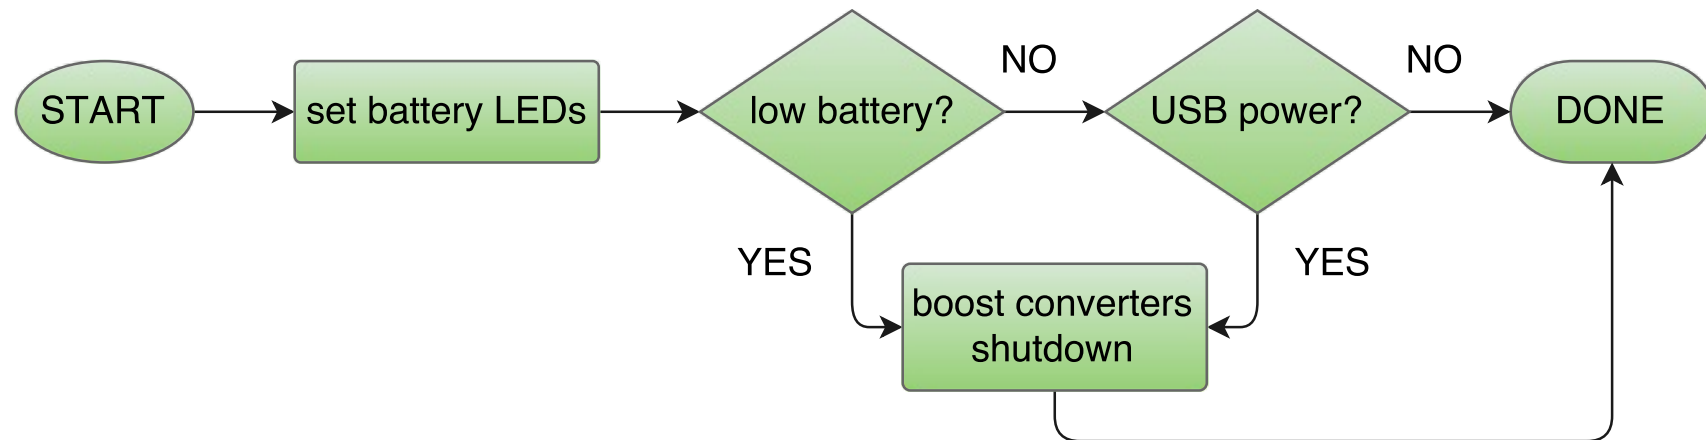 START
set battery LEDs
low battery?
NO
USB power?
NO
DONE
YES
YES
boost converters
shutdown